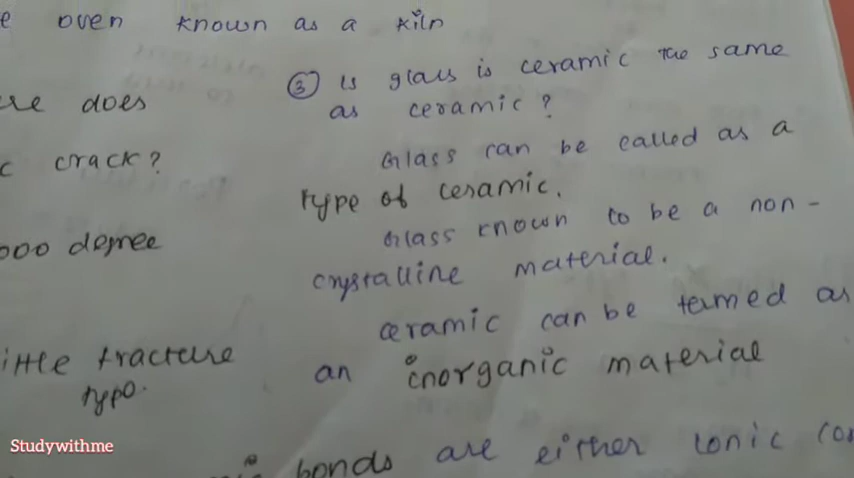 e oven known as a kiln
③ is glass is ceramic the same
as ceramic?
Glass can be called as a
type of ceramic.
Glass known to be a non-
crystalline material.
ceramic can be termed as
an inorganic material
ure does
c crack?
000 degree
ittle fracture
type.
bonds are either ionic con
Studywithme